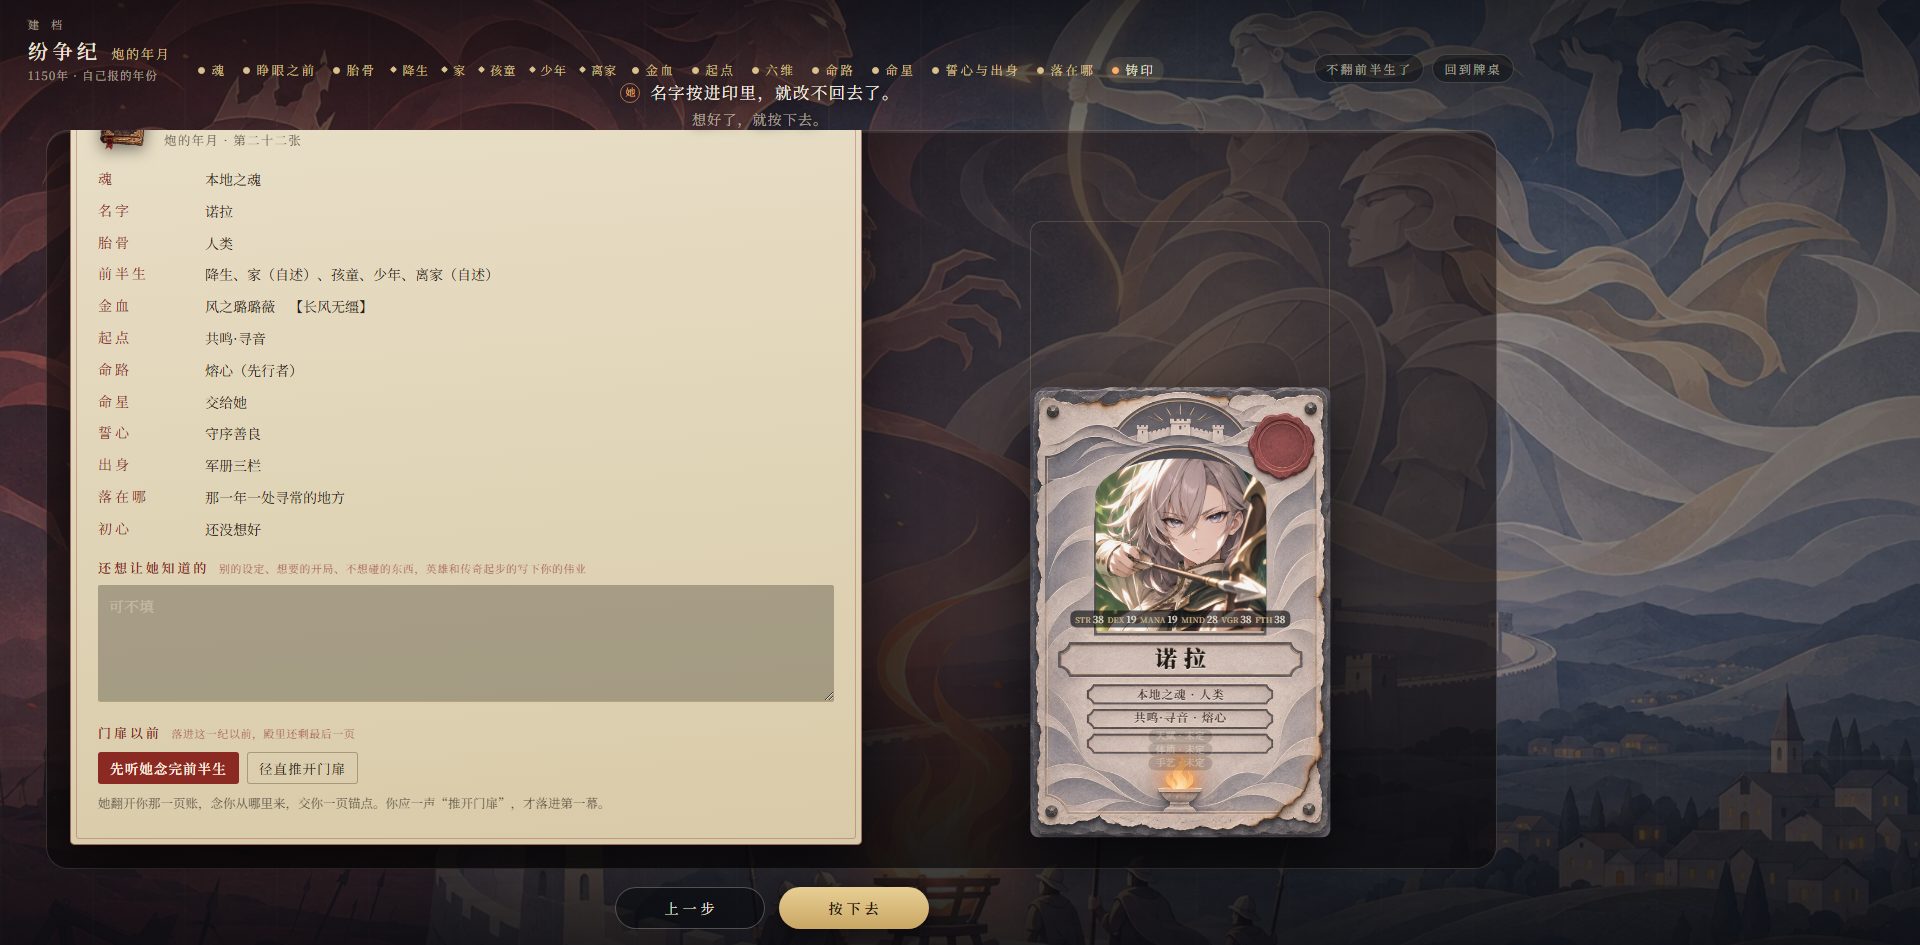 建 档
纷争纪 炮的年月
1150年 · 自己报的年份
魂 睁眼之前 胎骨 降生 家 孩童 少年 离家 金血 起点 六维 命路 命星 誓心与出身 落在哪 铸印
不翻前半生了 回到牌桌
她 名字按进印里，就改不回去了。
想好了，就按下去。
炮的年月 · 第二十二张
魂 本地之魂
名字 诺拉
胎骨 人类
前半生 降生、家（自述）、孩童、少年、离家（自述）
金血 风之璐璐薇 【长风无缰】
起点 共鸣·寻音
命路 熔心（先行者）
命星 交给她
誓心 守序善良
出身 军册三栏
落在哪 那一年一处寻常的地方
初心 还没想好
还想让她知道的 别的设定、想要的开局、不想碰的东西，英雄和传奇起步的写下你的伟业
可不填
门扉以前 落进这一纪以前，殿里还剩最后一页
先听她念完前半生 径直推开门扉
她翻开你那一页账，念你从哪里来，交你一页锚点。你应一声“推开门扉”，才落进第一幕。
STR 38 DEX 19 MANA 19 MIND 28 VGR 38 FTH 38
诺拉
本地之魂 · 人类
共鸣·寻音 · 熔心
天赋 · 未定
体质 · 未定
手艺 · 未定
上一步 按下去